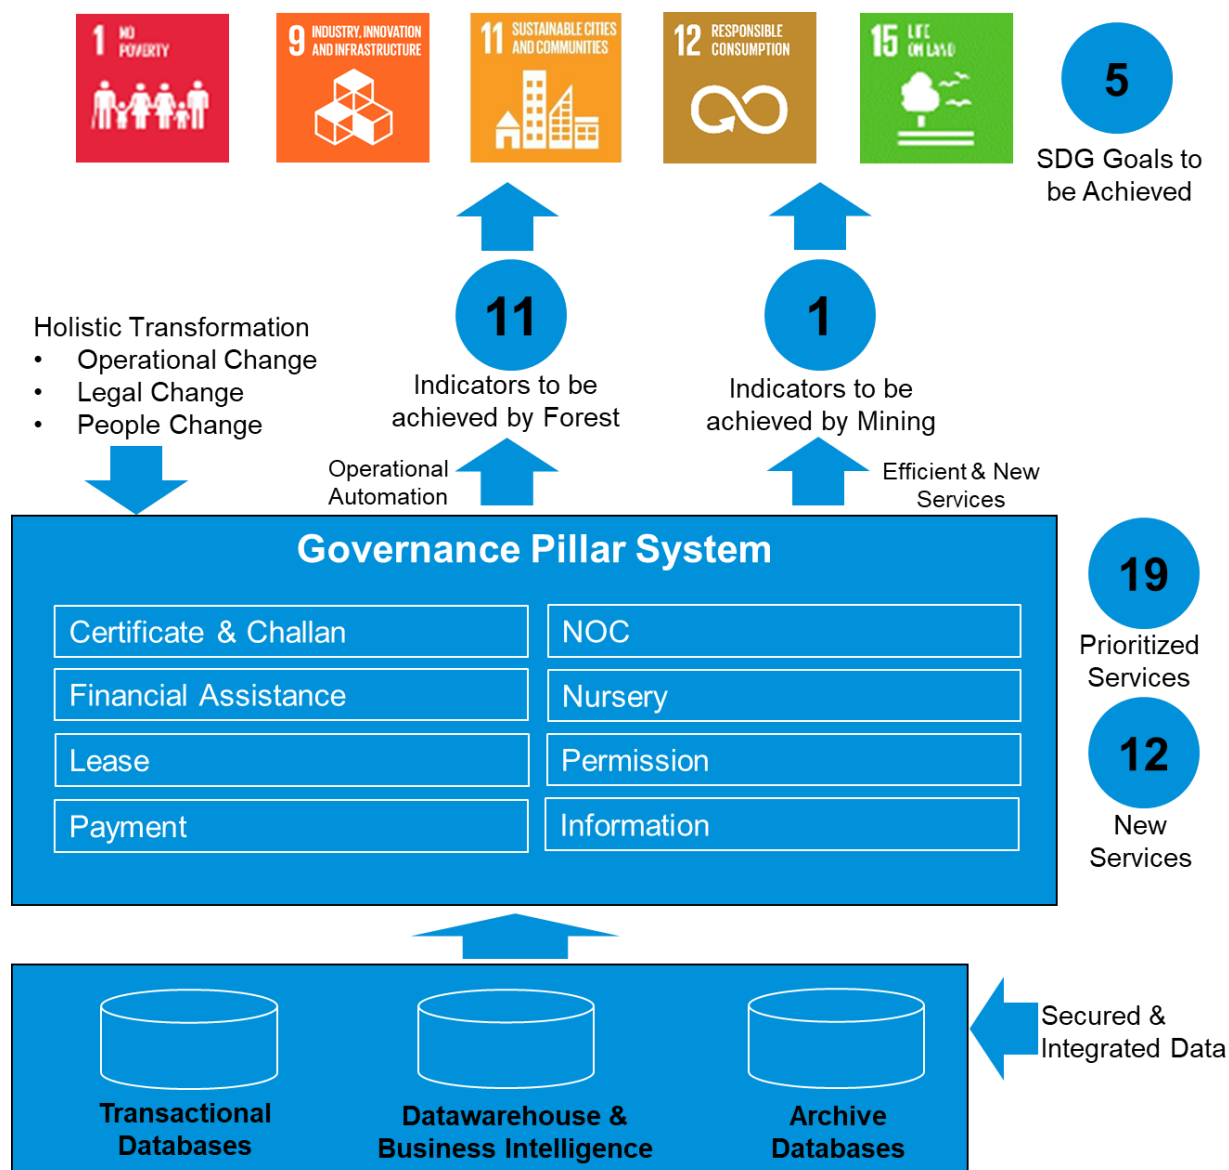 1 NO
POVERTY
9 INDUSTRY, INNOVATION
AND INFRASTRUCTURE
11 SUSTAINABLE CITIES
AND COMMUNITIES
12 RESPONSIBLE
CONSUMPTION
15 LIFE
ON LAND
5
SDG Goals to
be Achieved
11
Indicators to be
achieved by Forest
1
Indicators to be
achieved by Mining
Holistic Transformation
• Operational Change
• Legal Change
• People Change
Operational
Automation
Efficient & New
Services
Governance Pillar System
Certificate & Challan
NOC
Financial Assistance
Nursery
Lease
Permission
Payment
Information
19
Prioritized
Services
12
New
Services
Transactional
Databases
Datawarehouse &
Business Intelligence
Archive
Databases
Secured &
Integrated Data